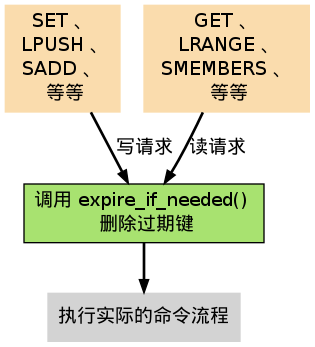 SET 、
LPUSH 、
SADD 、
等等
GET 、
LRANGE 、
SMEMBERS 、
等等
写请求
读请求
调用 expire_if_needed()
删除过期键
执行实际的命令流程